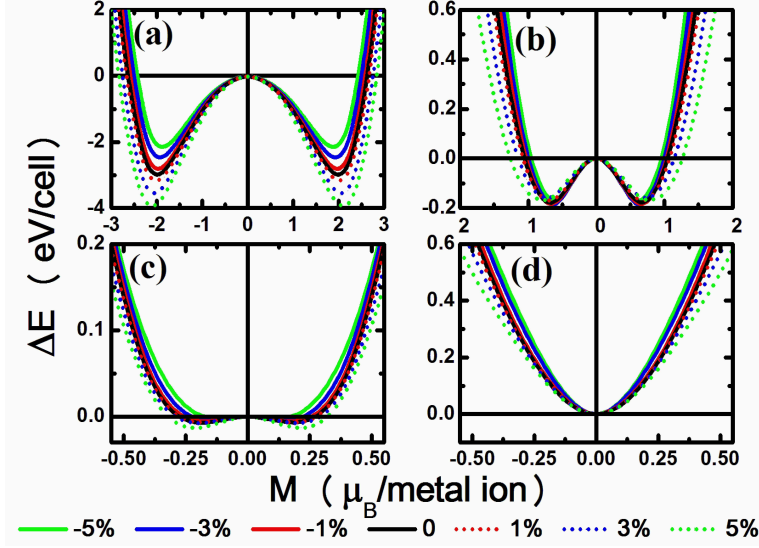 (a)
(b)
2
0
-2
-4
-3 -2 -1 0 1 2 3
0.6
0.4
0.2
0.0
-0.2
2 1 0 1 2
(c)
(d)
0.2
0.1
0.0
-0.50 -0.25 0.00 0.25 0.50
0.6
0.4
0.2
0.0
-0.50 -0.25 0.00 0.25 0.50
ΔE ( eV/cell)
M ( μB/metal ion)
-5% -3% -1% 0 1% 3% 5%